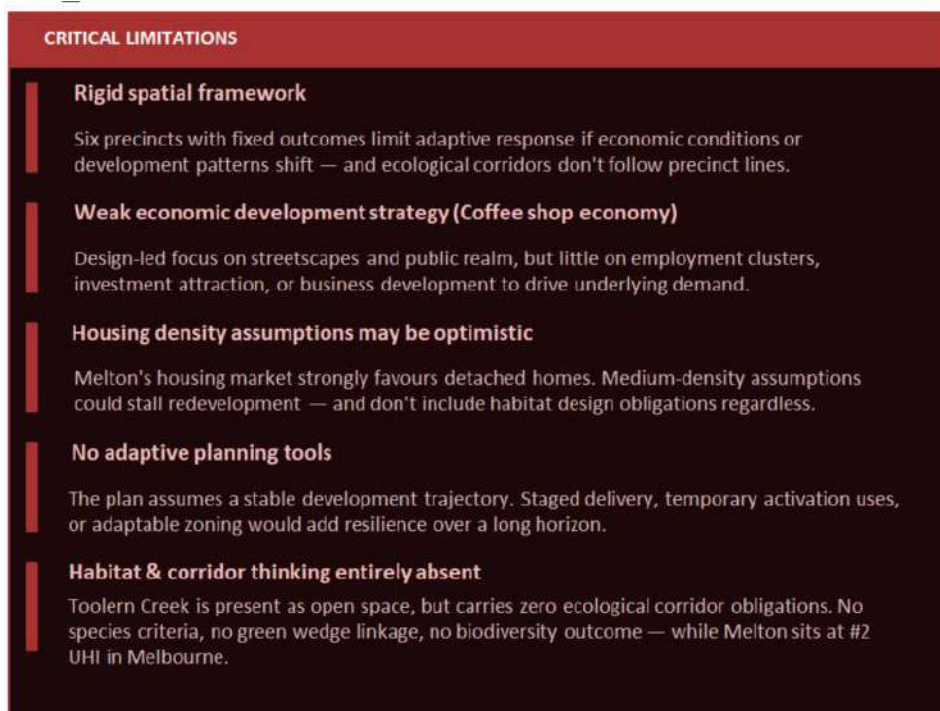 CRITICAL LIMITATIONS
Rigid spatial framework
Six precincts with fixed outcomes limit adaptive response if economic conditions or
development patterns shift — and ecological corridors don't follow precinct lines.
Weak economic development strategy (Coffee shop economy)
Design-led focus on streetscapes and public realm, but little on employment clusters,
investment attraction, or business development to drive underlying demand.
Housing density assumptions may be optimistic
Melton's housing market strongly favours detached homes. Medium-density assumptions
could stall redevelopment — and don't include habitat design obligations regardless.
No adaptive planning tools
The plan assumes a stable development trajectory. Staged delivery, temporary activation uses,
or adaptable zoning would add resilience over a long horizon.
Habitat & corridor thinking entirely absent
Toolern Creek is present as open space, but carries zero ecological corridor obligations. No
species criteria, no green wedge linkage, no biodiversity outcome — while Melton sits at #2
UHI in Melbourne.